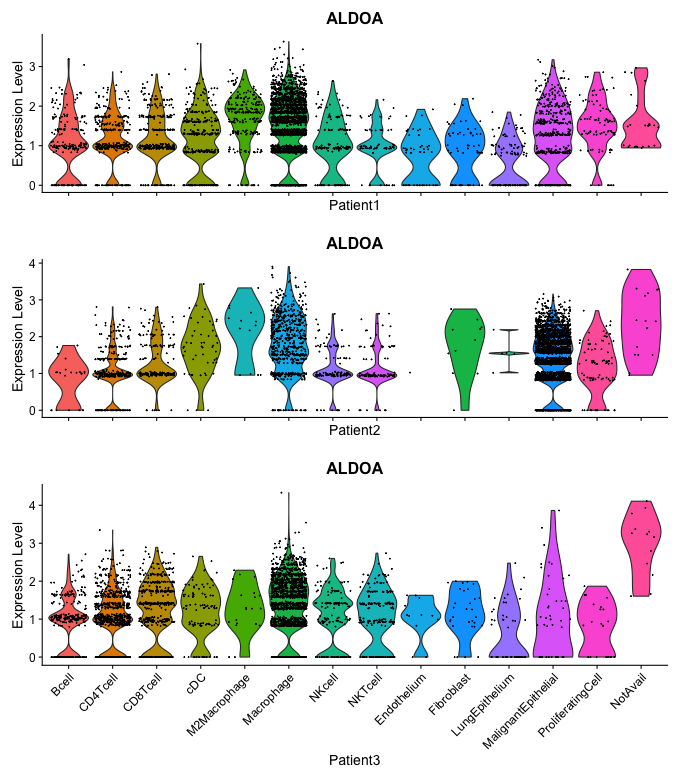 ALDOA
Expression Level
3
2
1
0
Patient1
ALDOA
Expression Level
4
3
2
1
0
Patient2
ALDOA
Expression Level
4
3
2
1
0
Bcell
CD4Tcell
CD8Tcell
cDC
M2Macrophage
Macrophage
NKcell
NKTcell
Endothelium
Fibroblast
LungEpithelium
MalignantEpithelial
ProliferatingCell
NotAvail
Patient3